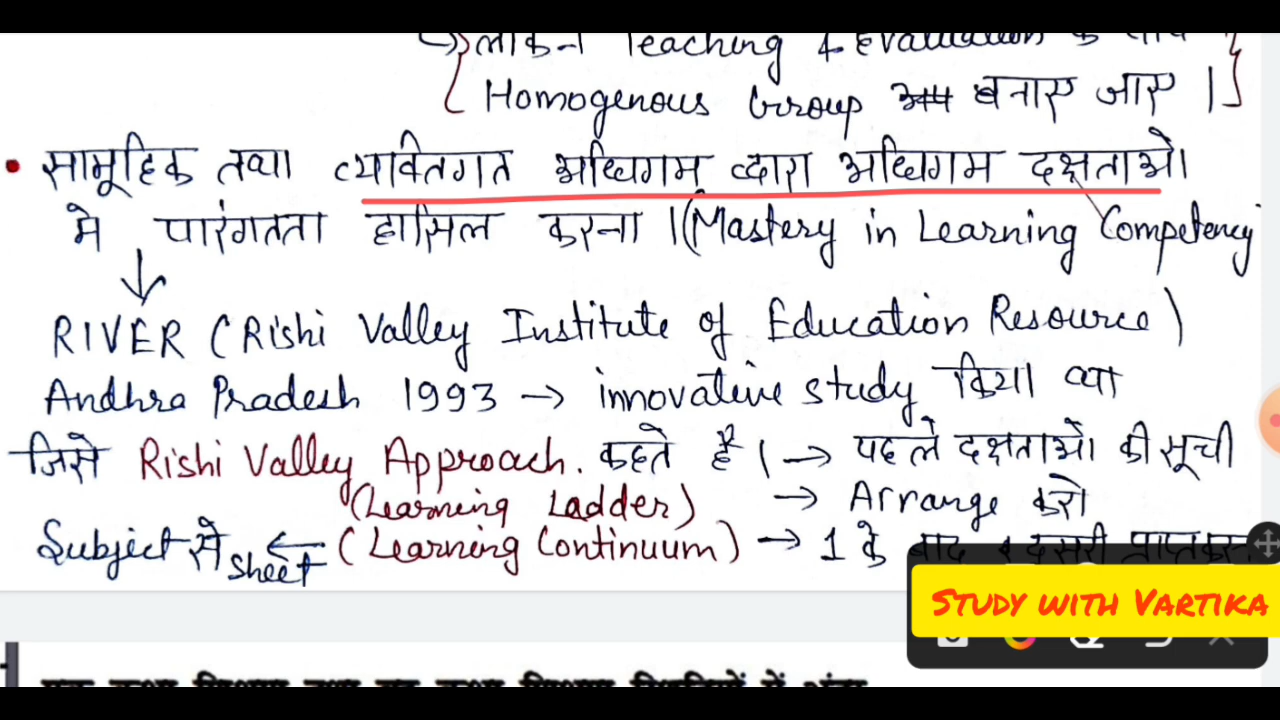 लेकिन Teaching & Evaluation के लिए
Homogenous Group बनाए जाए ।
• सामूहिक तथा व्यक्तिगत अधिगम द्वारा अधिगम दक्षताओं
मे पारंगतता हासिल करना ।(Mastery in Learning Competency
RIVER (Rishi Valley Institute of Education Resource)
Andhra Pradesh 1993 → innovative study किया था
जिसे Rishi Valley Approach. कहते हैं । → पहले दक्षताओं की सूची
(Learning Ladder) → Arrange करो
Subject से sheet ← (Learning Continuum) → 1 के बाद दूसरी प्राप्त
STUDY WITH VARTIKA